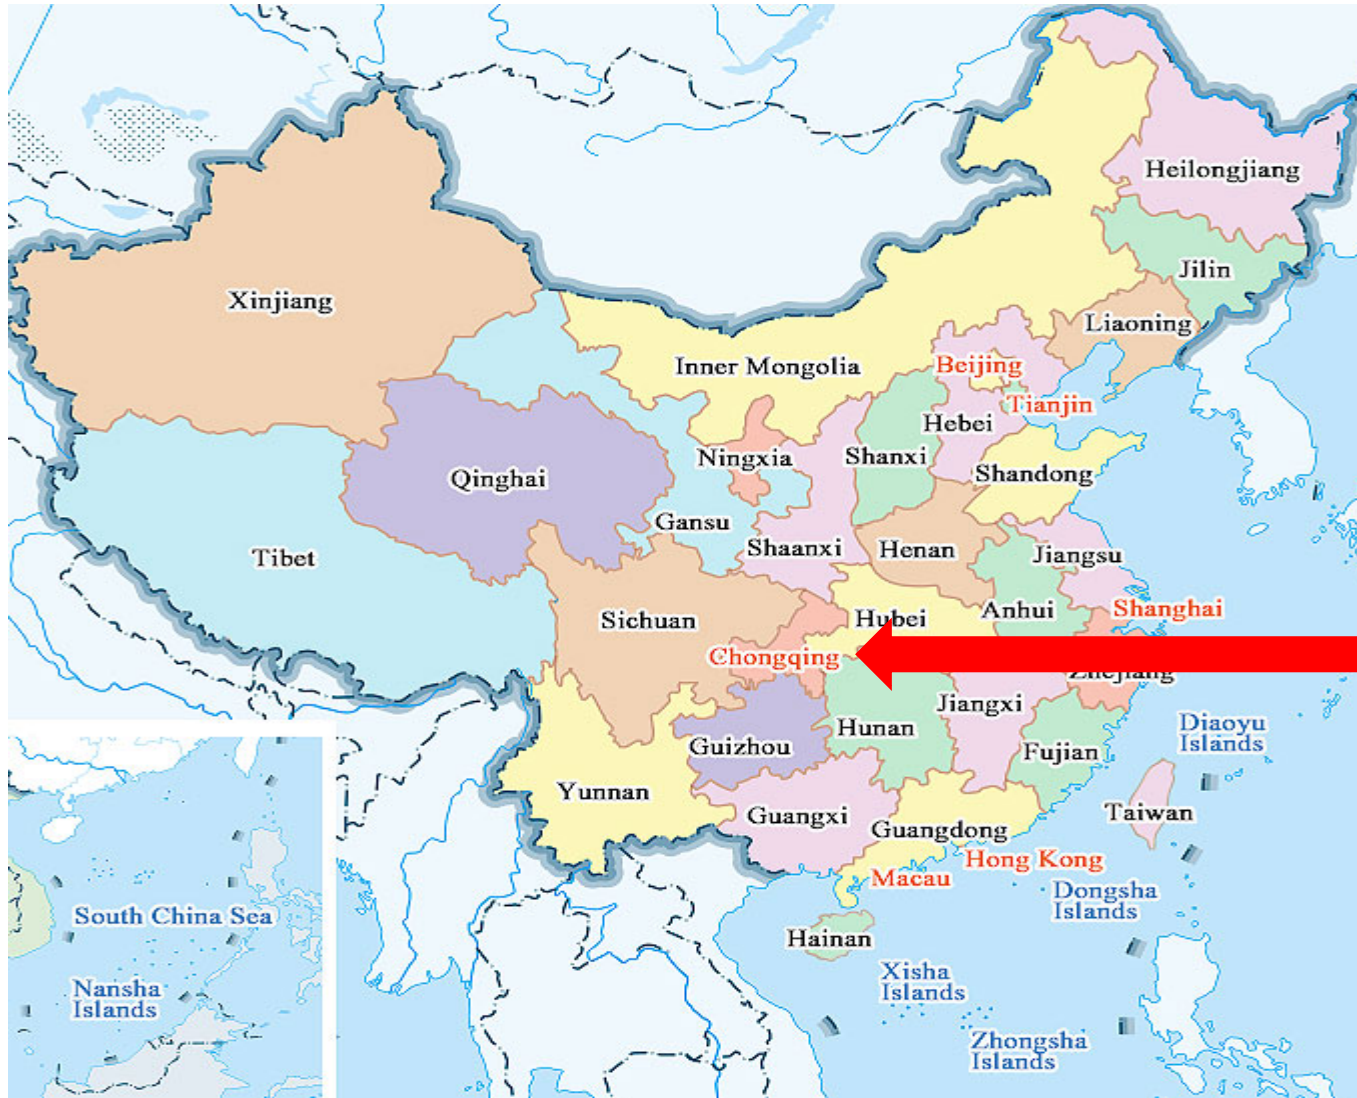 Heilongjiang
Jilin
Xinjiang
Liaoning
Inner Mongolia
Beijing
Tianjin
Hebei
Ningxia
Shanxi
Shandong
Qinghai
Gansu
Shaanxi
Henan
Jiangsu
Tibet
Sichuan
Hubei
Anhui
Shanghai
Chongqing
Zhejiang
Jiangxi
Hunan
Guizhou
Fujian
Diaoyu
Islands
Yunnan
Guangxi
Guangdong
Taiwan
Hong Kong
Macau
Dongsha
Islands
South China Sea
Hainan
Xisha
Islands
Nansha
Islands
Zhongsha
Islands